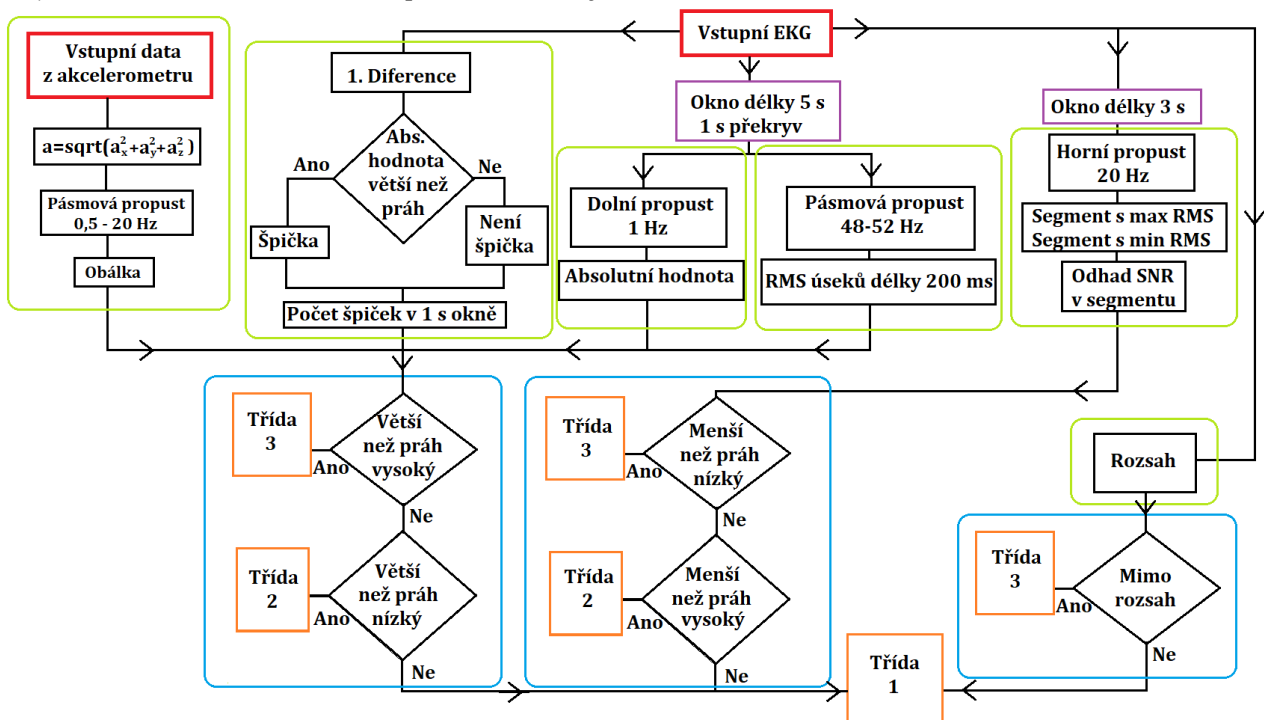 Vstupní data
z akcelerometru
a=sqrt(a²ₓ+a²ᵧ+a²𝓏)
Pásmová propust
0,5 - 20 Hz
Obálka
Vstupní EKG
1. Diference
Abs.
hodnota
větší než
práh
Ano
Ne
Špička
Není
špička
Počet špiček v 1 s okně
Okno délky 5 s
1 s překryv
Dolní propust
1 Hz
Absolutní hodnota
Pásmová propust
48-52 Hz
RMS úseků délky 200 ms
Okno délky 3 s
Horní propust
20 Hz
Segment s max RMS
Segment s min RMS
Odhad SNR
v segmentu
Třída
3
Ano
Větší
než práh
vysoký
Ne
Třída
2
Ano
Větší
než práh
nízký
Ne
Třída
3
Ano
Menší
než práh
nízký
Ne
Třída
2
Ano
Menší
než práh
vysoký
Ne
Rozsah
Třída
3
Ano
Mimo
rozsah
Ne
Třída
1